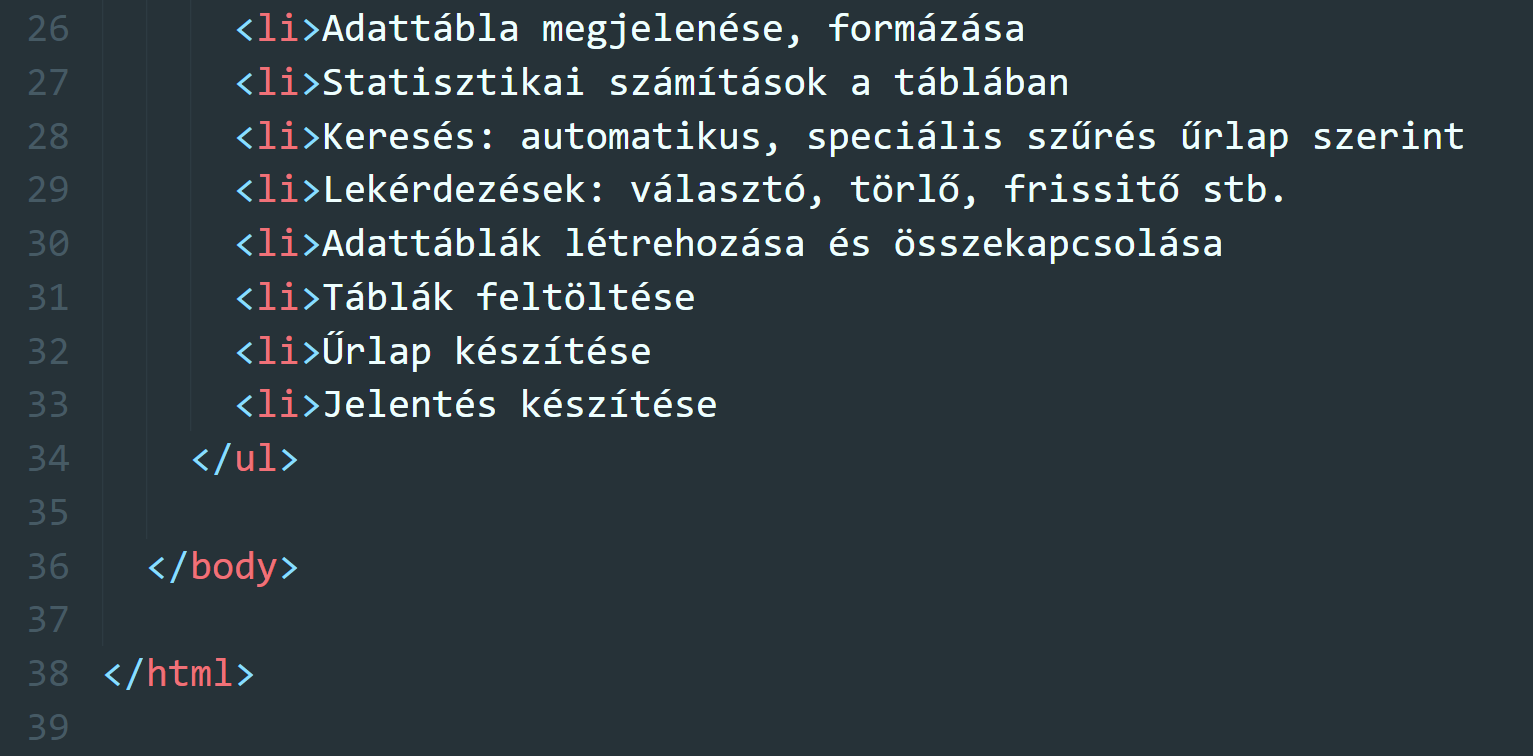 26 <li>Adattábla megjelenése, formázása
27 <li>Statisztikai számítások a táblában
28 <li>Keresés: automatikus, speciális szűrés űrlap szerint
29 <li>Lekérdezések: választó, törlő, frissitő stb.
30 <li>Adattáblák létrehozása és összekapcsolása
31 <li>Táblák feltöltése
32 <li>Űrlap készítése
33 <li>Jelentés készítése
34 </ul>
35
36 </body>
37
38 </html>
39